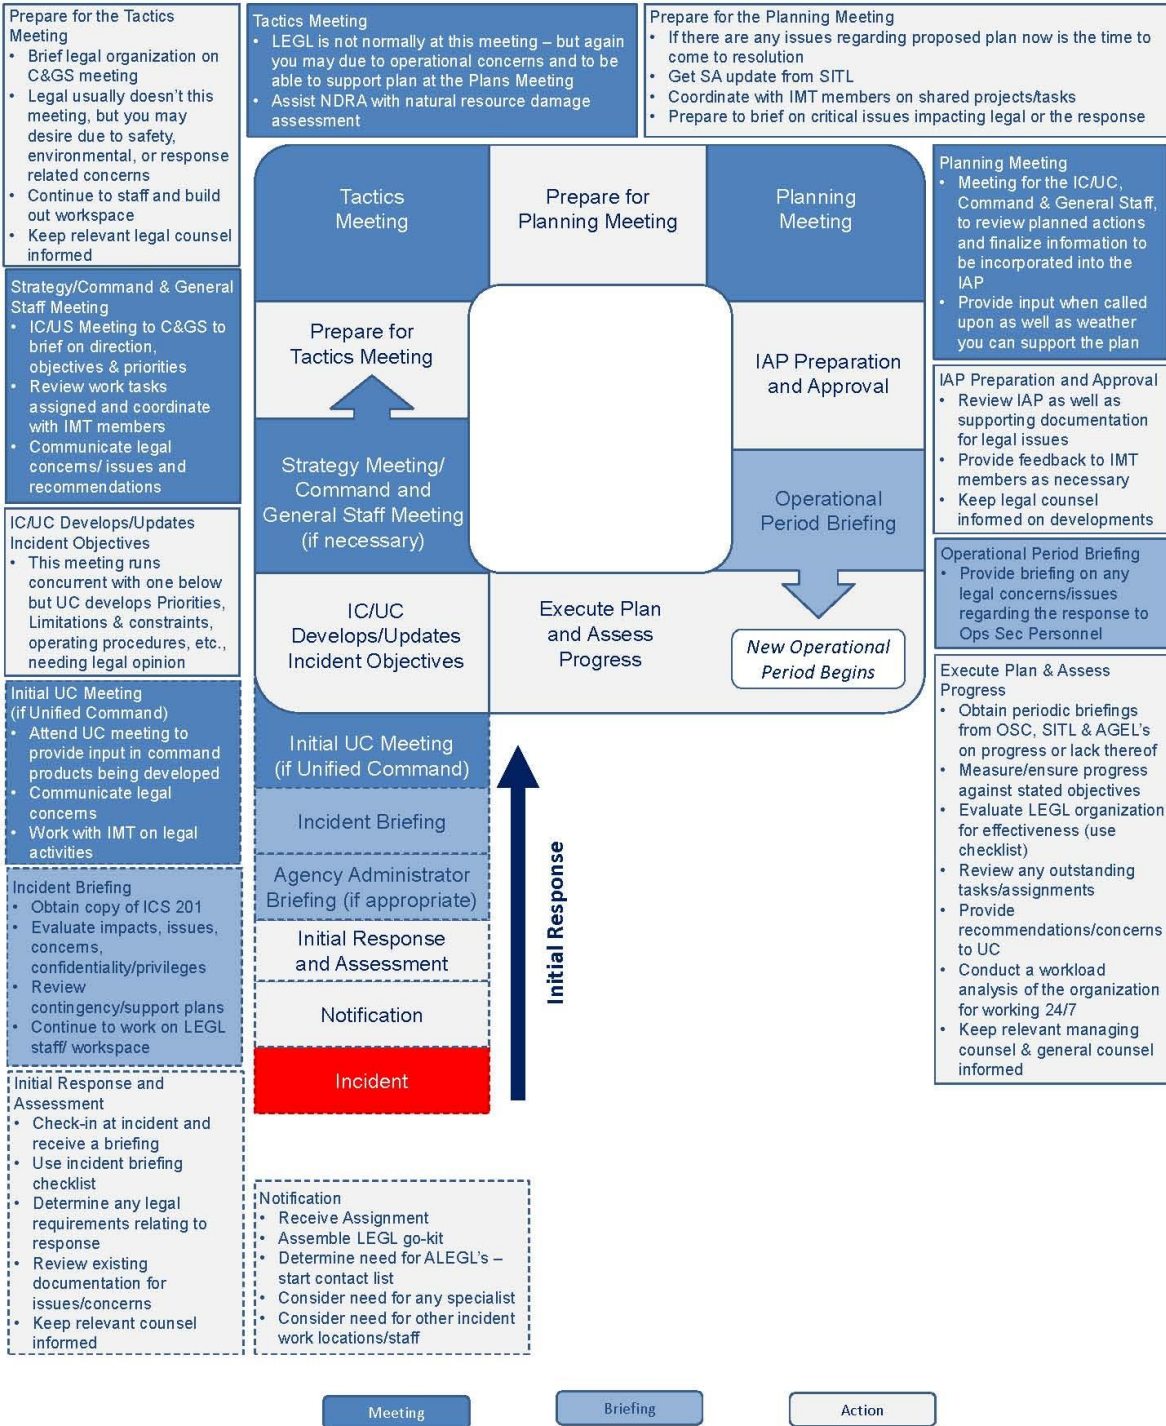 Prepare for the Tactics
Meeting
• Brief legal organization on
C&GS meeting
• Legal usually doesn't this
meeting, but you may
desire due to safety,
environmental, or response
related concerns
• Continue to staff and build
out workspace
• Keep relevant legal counsel
informed
Tactics Meeting
• LEGL is not normally at this meeting – but again
you may due to operational concerns and to be
able to support plan at the Plans Meeting
• Assist NDRA with natural resource damage
assessment
Prepare for the Planning Meeting
• If there are any issues regarding proposed plan now is the time to
come to resolution
• Get SA update from SITL
• Coordinate with IMT members on shared projects/tasks
• Prepare to brief on critical issues impacting legal or the response
Strategy/Command & General
Staff Meeting
• IC/US Meeting to C&GS to
brief on direction,
objectives & priorities
• Review work tasks
assigned and coordinate
with IMT members
• Communicate legal
concerns/ issues and
recommendations
IC/UC Develops/Updates
Incident Objectives
• This meeting runs
concurrent with one below
but UC develops Priorities,
Limitations & constraints,
operating procedures, etc.,
needing legal opinion
Initial UC Meeting
(if Unified Command)
• Attend UC meeting to
provide input in command
products being developed
• Communicate legal
concerns
• Work with IMT on legal
activities
Incident Briefing
• Obtain copy of ICS 201
• Evaluate impacts, issues,
concerns,
confidentiality/privileges
• Review
contingency/support plans
• Continue to work on LEGL
staff/ workspace
Initial Response and
Assessment
• Check-in at incident and
receive a briefing
• Use incident briefing
checklist
• Determine any legal
requirements relating to
response
• Review existing
documentation for
issues/concerns
• Keep relevant counsel
informed
Tactics
Meeting
Prepare for
Planning Meeting
Planning
Meeting
Prepare for
Tactics Meeting
IAP Preparation
and Approval
Strategy Meeting/
Command and
General Staff Meeting
(if necessary)
Operational
Period Briefing
IC/UC
Develops/Updates
Incident Objectives
Execute Plan
and Assess
Progress
New Operational
Period Begins
Initial UC Meeting
(if Unified Command)
Incident Briefing
Agency Administrator
Briefing (if appropriate)
Initial Response
and Assessment
Notification
Incident
Initial Response
Notification
• Receive Assignment
• Assemble LEGL go-kit
• Determine need for ALEGL's –
start contact list
• Consider need for any specialist
• Consider need for other incident
work locations/staff
Planning Meeting
• Meeting for the IC/UC,
Command & General Staff,
to review planned actions
and finalize information to
be incorporated into the
IAP
• Provide input when called
upon as well as weather
you can support the plan
IAP Preparation and Approval
• Review IAP as well as
supporting documentation
for legal issues
• Provide feedback to IMT
members as necessary
• Keep legal counsel
informed on developments
Operational Period Briefing
• Provide briefing on any
legal concerns/issues
regarding the response to
Ops Sec Personnel
Execute Plan & Assess
Progress
• Obtain periodic briefings
from OSC, SITL & AGEL's
on progress or lack thereof
• Measure/ensure progress
against stated objectives
• Evaluate LEGL organization
for effectiveness (use
checklist)
• Review any outstanding
tasks/assignments
• Provide
recommendations/concerns
to UC
• Conduct a workload
analysis of the organization
for working 24/7
• Keep relevant managing
counsel & general counsel
informed
Meeting
Briefing
Action